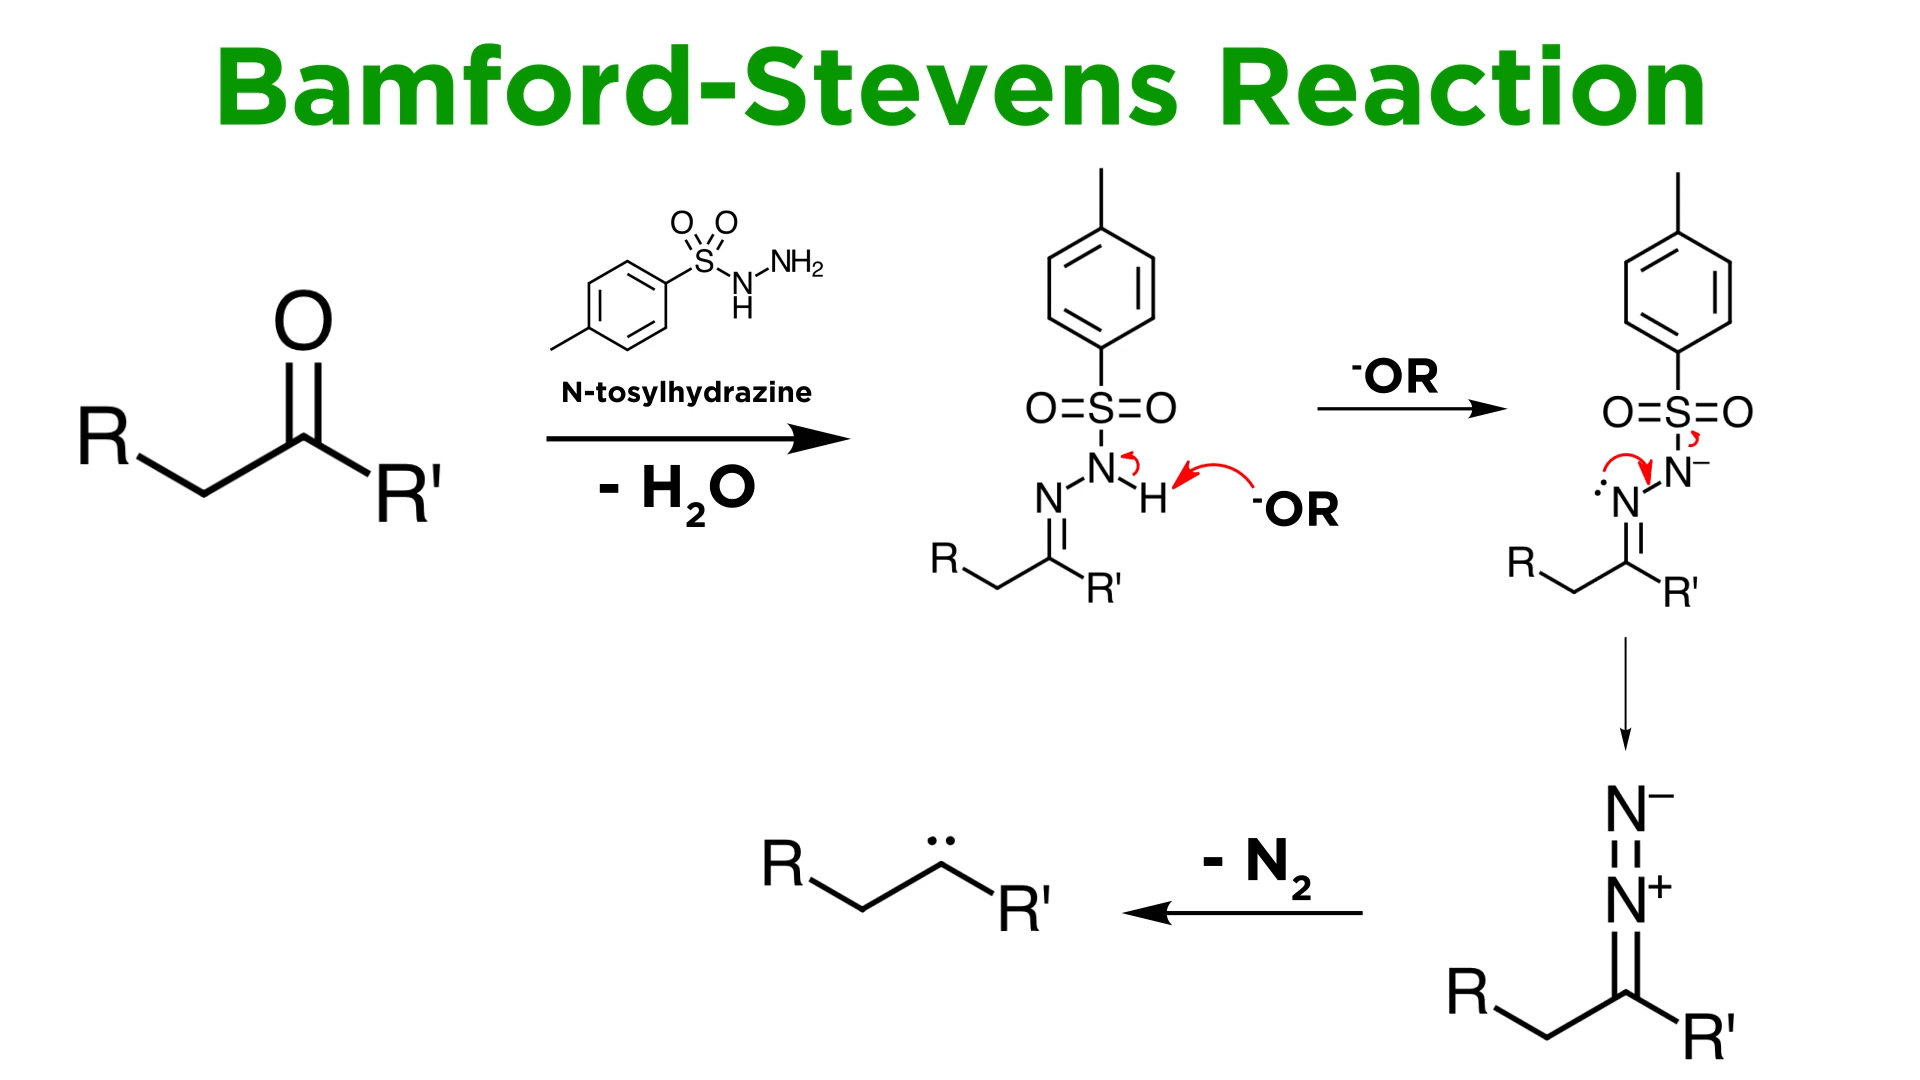 Bamford-Stevens Reaction
O
R
R'
O O
S
N
H
NH₂
N-tosylhydrazine
- H₂O
O=S=O
N
N
H
⁻OR
R
R'
⁻OR
O=S=O
N⁻
N
R
R'
N⁻
N⁺
R
R'
- N₂
R
R'